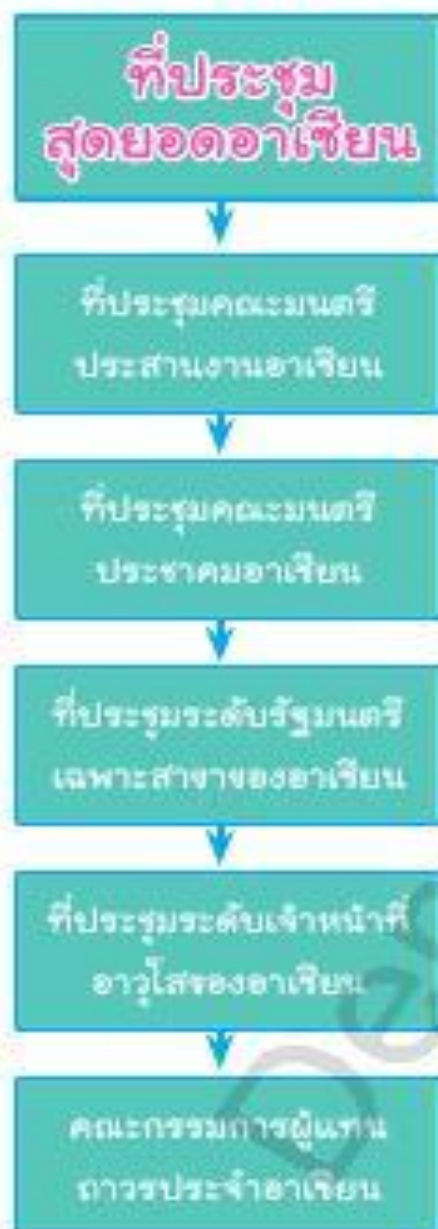 ที่ประชุม
สุดยอดอาเซียน
ที่ประชุมคณะมนตรี
ประสานงานอาเซียน
ที่ประชุมคณะมนตรี
ประชาคมอาเซียน
ที่ประชุมระดับรัฐมนตรี
เฉพาะสาขาของอาเซียน
ที่ประชุมระดับเจ้าหน้าที่
อาวุโสของอาเซียน
คณะกรรมการผู้แทน
ถาวรประจำอาเซียน